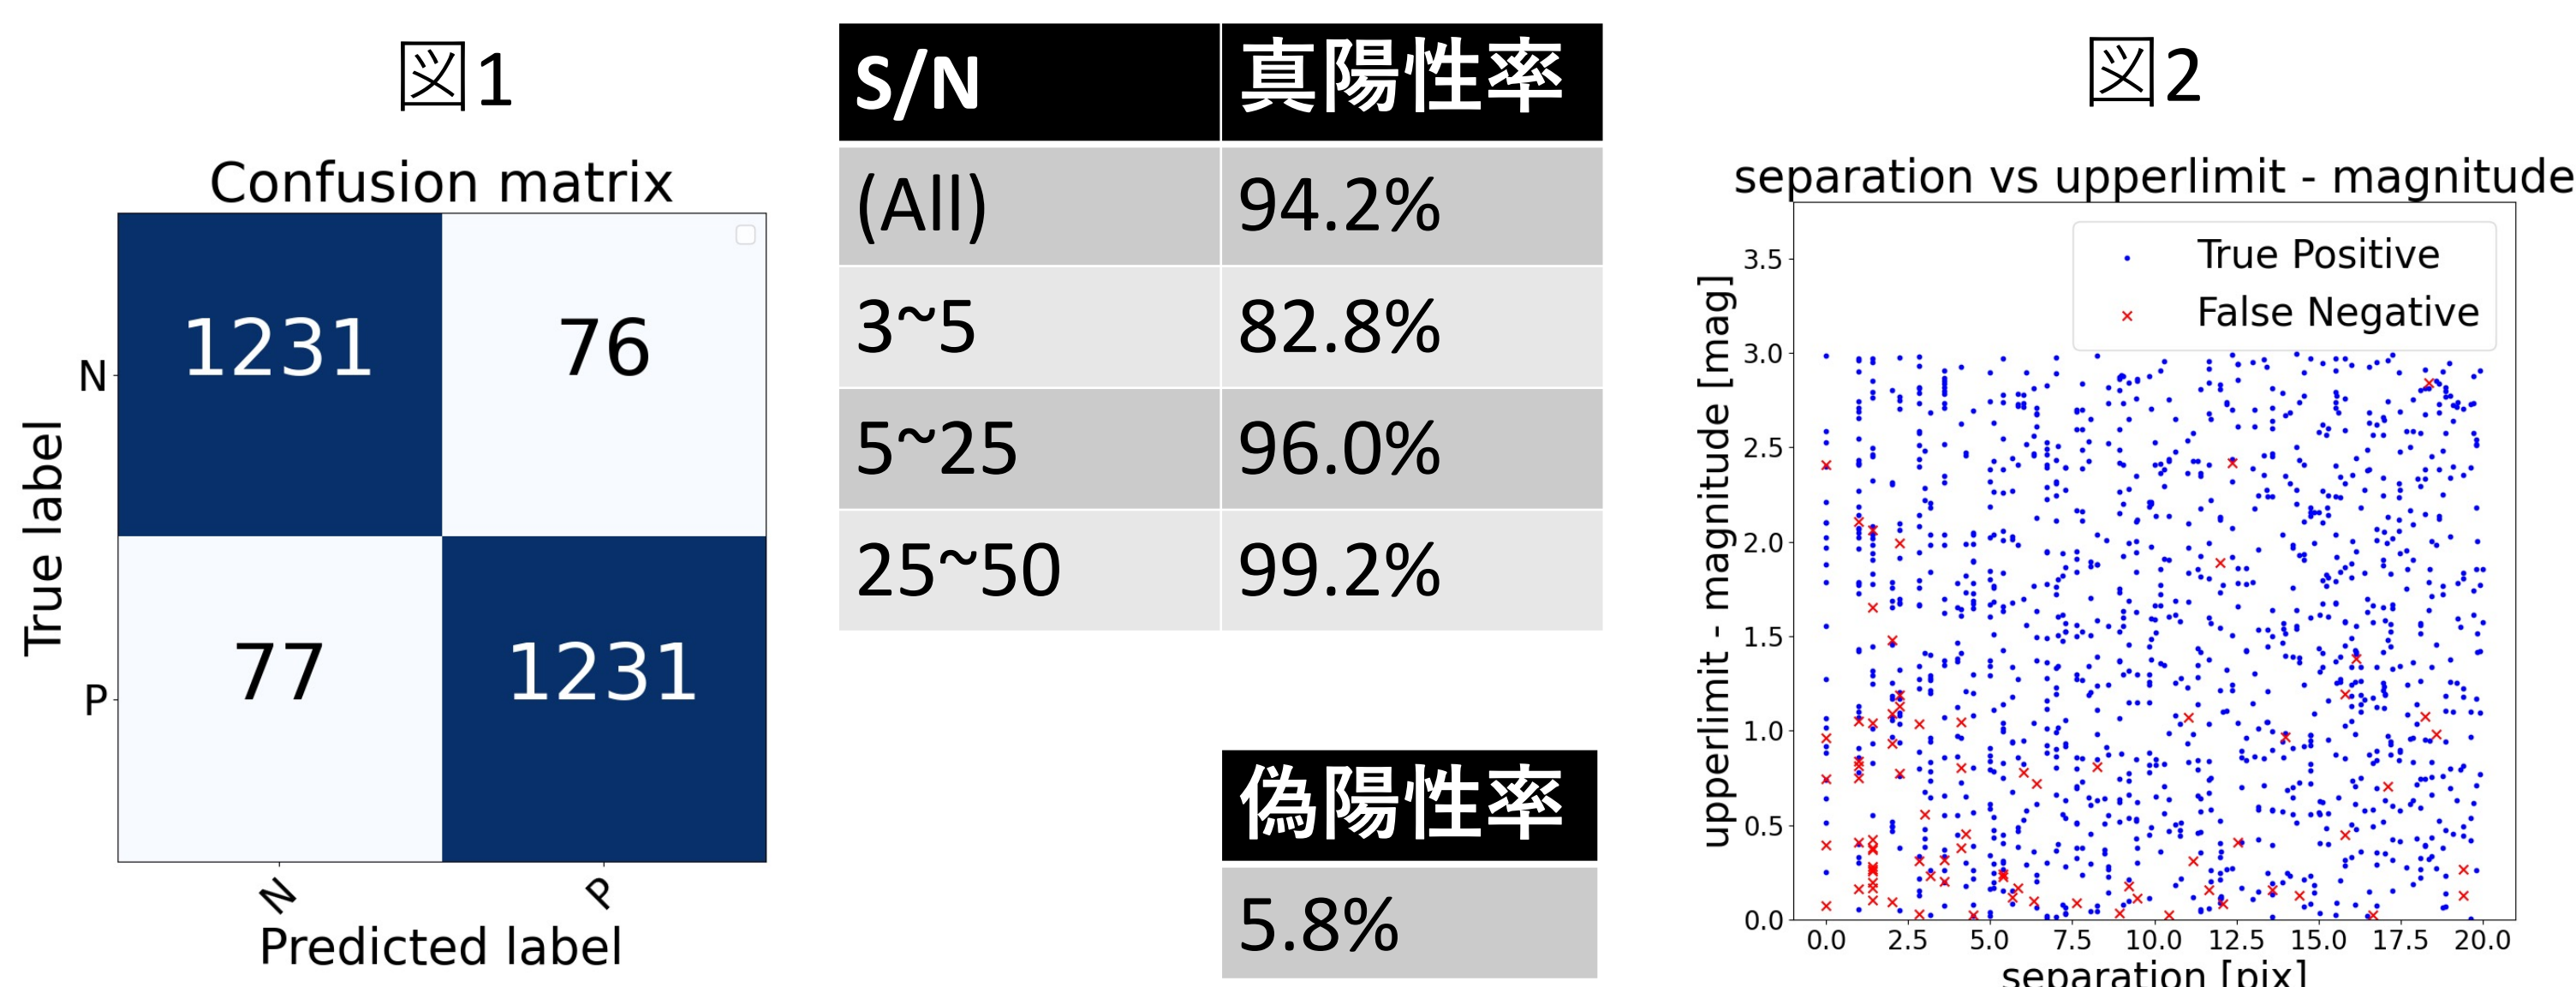 図1
Confusion matrix
True label
N
1231
76
P
77
1231
N
P
Predicted label
S/N 真陽性率
(All) 94.2%
3~5 82.8%
5~25 96.0%
25~50 99.2%
偽陽性率
5.8%
図2
separation vs upperlimit - magnitude
True Positive
False Negative
upperlimit - magnitude [mag]
3.5
3.0
2.5
2.0
1.5
1.0
0.5
0.0
0.0 2.5 5.0 7.5 10.0 12.5 15.0 17.5 20.0
separation [pix]